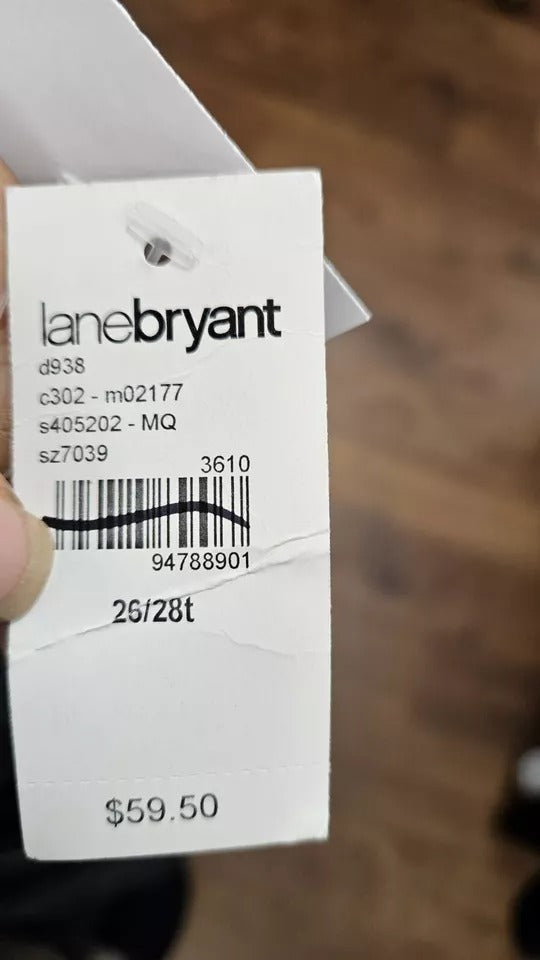 lanebryant
d938
c302 - m02177
s405202 - MQ
sz7039
3610
94788901
26/28t
$59.50